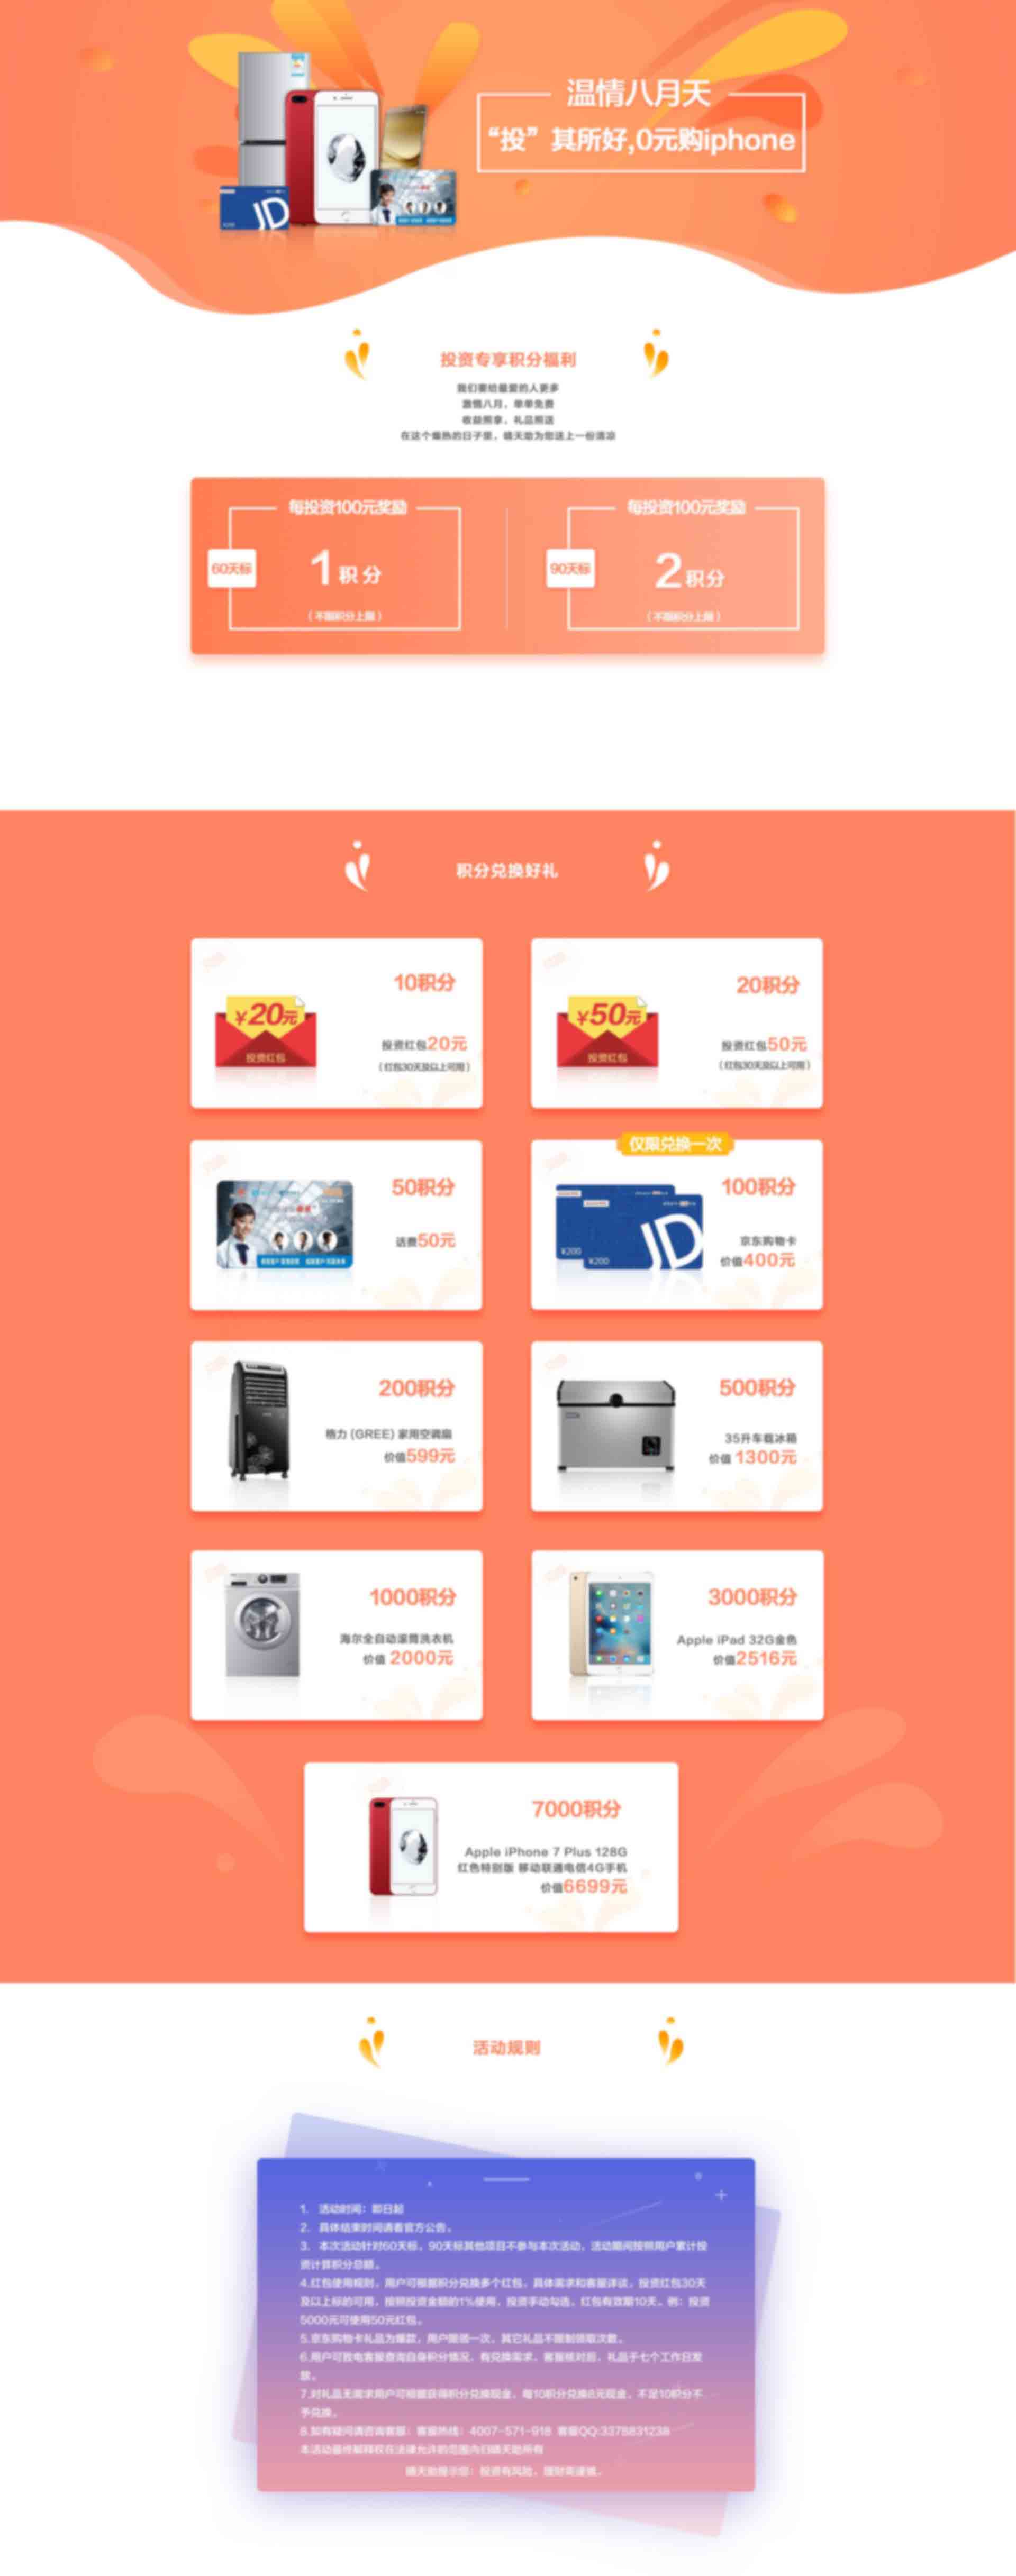 温情八月天
“投”其所好,0元购iphone
投资专享积分福利
我们要给最爱的人更多
激情八月，单单免费
收益照拿，礼品照送
在这个燥热的日子里，晴天助为您送上一份清凉
每投资100元奖励
60天标
1积分
（不限积分上限）
每投资100元奖励
90天标
2积分
（不限积分上限）
积分兑换好礼
10积分
¥20元
投资红包
投资红包20元
（红包30天及以上可用）
20积分
¥50元
投资红包
投资红包50元
（红包30天及以上可用）
50积分
话费50元
仅限兑换一次
100积分
¥200
¥200
JD
京东购物卡
价值400元
200积分
格力 (GREE) 家用空调扇
价值599元
500积分
35升车载冰箱
价值 1300元
1000积分
海尔全自动滚筒洗衣机
价值 2000元
3000积分
Apple iPad 32G金色
价值2516元
7000积分
Apple iPhone 7 Plus 128G
红色特别版 移动联通电信4G手机
价值6699元
活动规则
1. 活动时间：即日起
2. 具体结束时间请看官方公告。
3. 本次活动针对60天标，90天标其他项目不参与本次活动，活动期间按照用户累计投
资计算积分总额。
4.红包使用规则，用户可根据积分兑换多个红包，具体需求和客服详谈，投资红包30天
及以上标的可用，按照投资金额的1%使用，投资手动勾选，红包有效期10天。例：投资
5000元可使用50元红包。
5.京东购物卡礼品为爆款，用户限领一次，其它礼品不限制领取次数。
6.用户可致电客服查询自身积分情况，有兑换需求，客服核对后，礼品于七个工作日发
放。
7.对礼品无需求用户可根据获得积分兑换现金，每10积分兑换8元现金，不足10积分不
予兑换。
8.如有疑问请咨询客服：客服热线：4007-571-918 客服QQ:3378831238
本活动最终解释权在法律允许的范围内归晴天助所有
晴天助提示您：投资有风险，理财需谨慎。